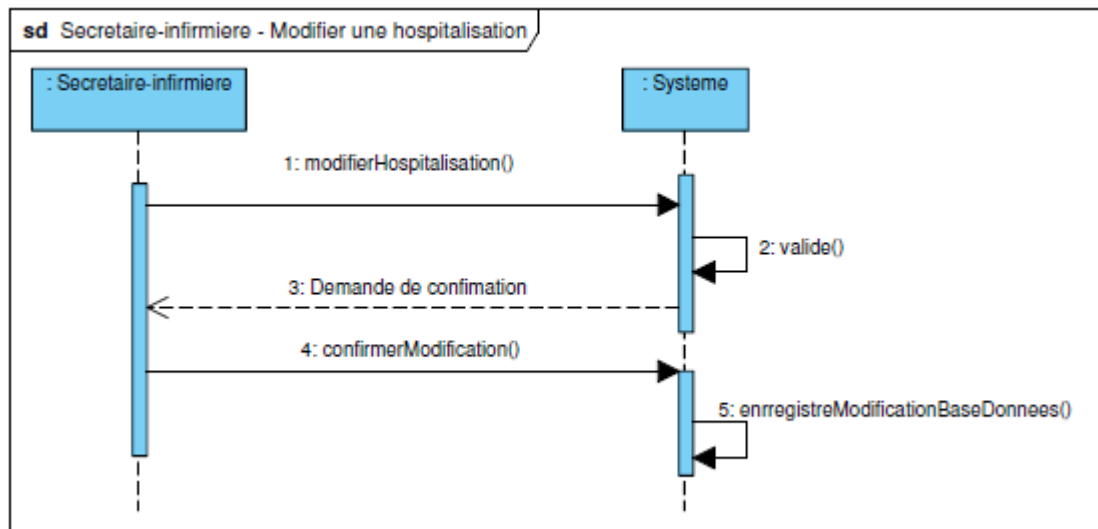 sd Secretaire-infirmiere - Modifier une hospitalisation
: Secretaire-infirmiere
: Systeme
1: modifierHospitalisation()
2: valide()
3: Demande de confimation
4: confirmerModification()
5: enrregistreModificationBaseDonnees()